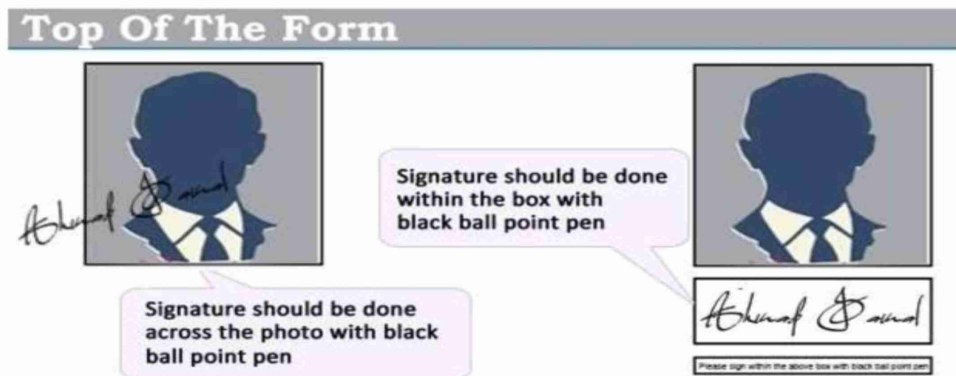 Top Of The Form
Signature should be done
across the photo with black
ball point pen
Signature should be done
within the box with
black ball point pen
Please sign within the above box with black ball point pen